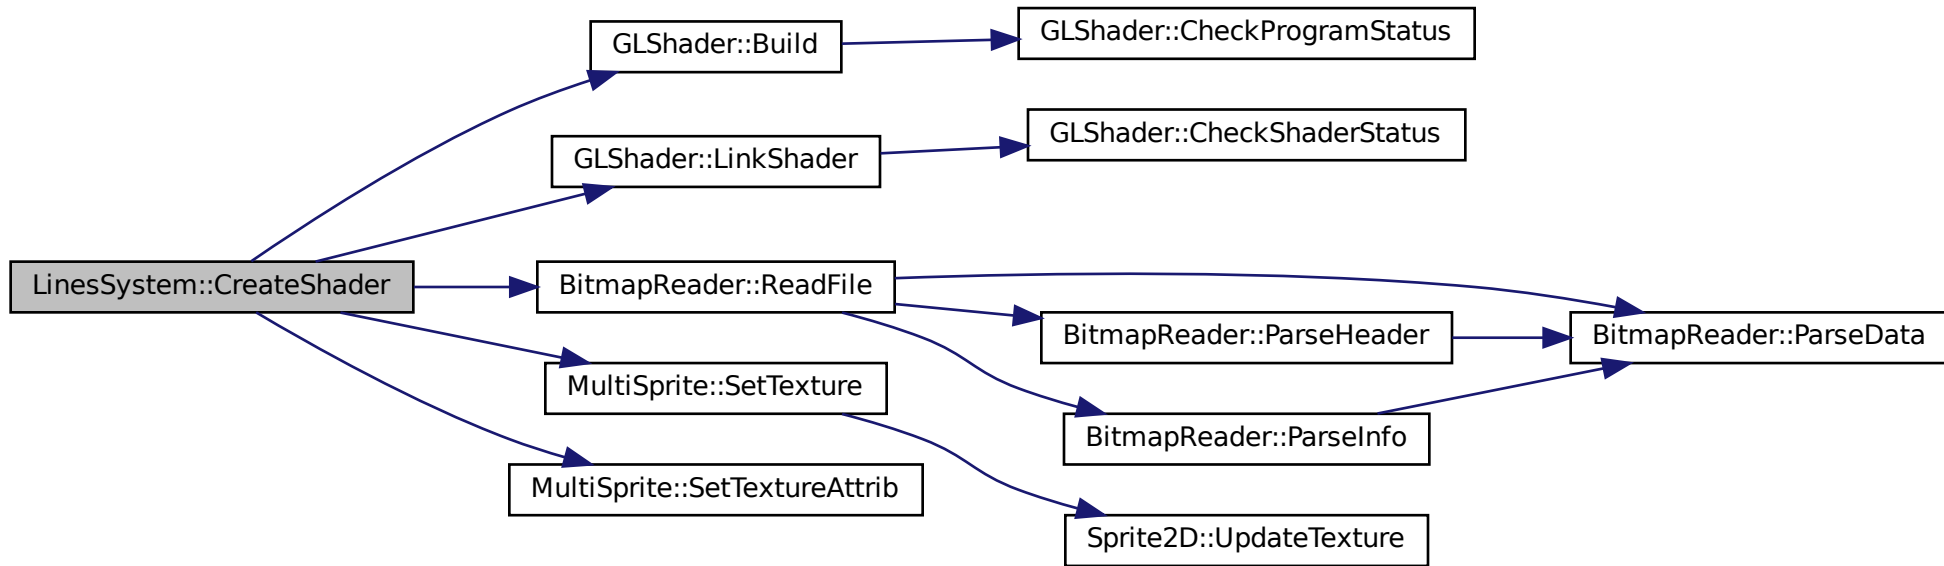 GLShader::Build
GLShader::CheckProgramStatus
GLShader::LinkShader
GLShader::CheckShaderStatus
LinesSystem::CreateShader
BitmapReader::ReadFile
BitmapReader::ParseHeader
BitmapReader::ParseData
MultiSprite::SetTexture
BitmapReader::ParseInfo
MultiSprite::SetTextureAttrib
Sprite2D::UpdateTexture